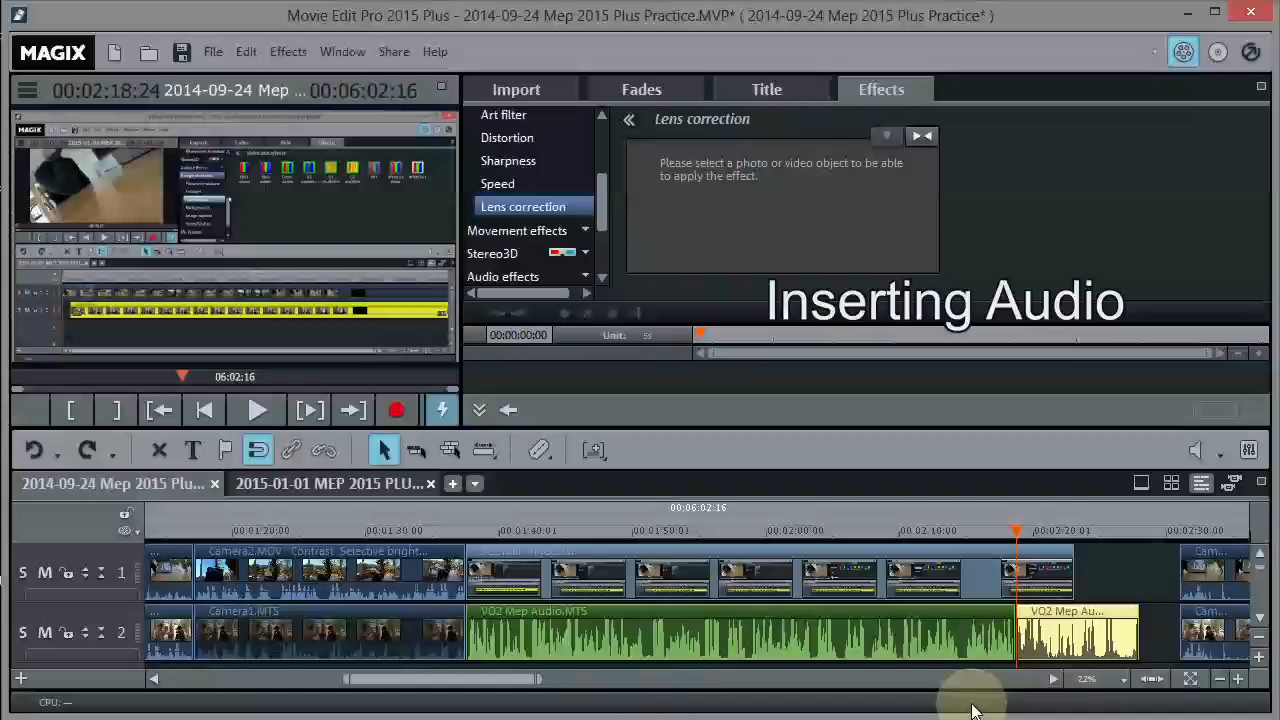 Movie Edit Pro 2015 Plus - 2014-09-24 Mep 2015 Plus Practice.MVP* ( 2014-09-24 Mep 2015 Plus Practice* )
MAGIX File Edit Effects Window Share Help
00:02:18:24 2014-09-24 Mep ... 00:06:02:16
Import Fades Title Effects
Art filter
Distortion
Sharpness
Speed
Lens correction
Movement effects
Stereo3D
Audio effects
Lens correction
Please select a photo or video object to be able
to apply the effect.
Inserting Audio
00:00:00:00 Unit: 5s
06:02:16
2014-09-24 Mep 2015 Plu... 2015-01-01 MEP 2015 PLU...
00:06:02:16
00:01:20:00 00:01:30:00 00:01:40:01 00:01:50:01 00:02:00:00 00:02:10:00 00:02:20:01 00:02:30:00
S M 1
... Camera2.MOV Contrast Selective bright... Cam...
S M 2
... Camera1.MTS VO2 Mep Audio.MTS VO2 Mep Au... Cam...
22%
CPU: —